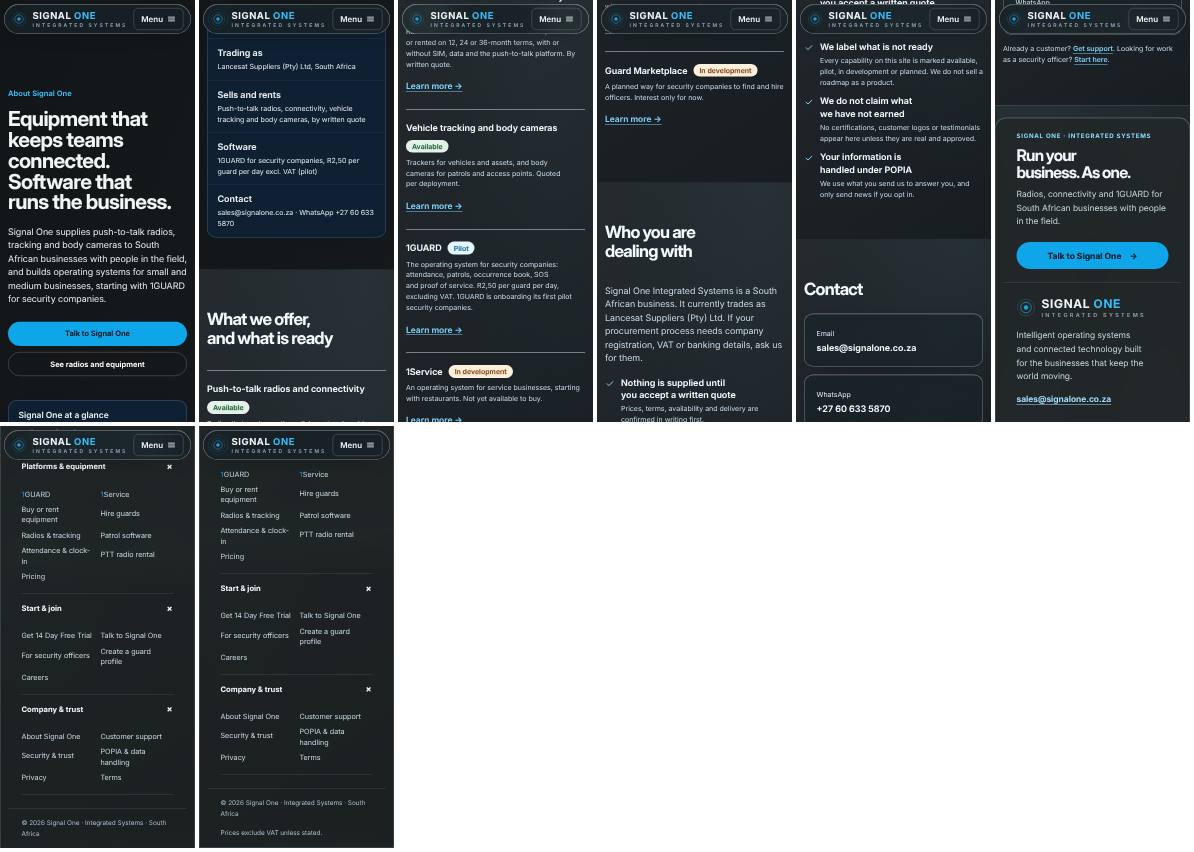 SIGNAL ONE
INTEGRATED SYSTEMS
Menu
About Signal One
Equipment that
keeps teams
connected.
Software that
runs the business.
Signal One supplies push-to-talk radios,
tracking and body cameras to South
African businesses with people in the field,
and builds operating systems for small and
medium businesses, starting with 1GUARD
for security companies.
Talk to Signal One
See radios and equipment
Signal One at a glance
SIGNAL ONE
INTEGRATED SYSTEMS
Menu
Trading as
Lancesat Suppliers (Pty) Ltd, South Africa
Sells and rents
Push-to-talk radios, connectivity, vehicle
tracking and body cameras, by written quote
Software
1GUARD for security companies, R2,50 per
guard per day excl. VAT (pilot)
Contact
sales@signalone.co.za · WhatsApp +27 60 633
5870
What we offer,
and what is ready
Push-to-talk radios and connectivity
Available
SIGNAL ONE
INTEGRATED SYSTEMS
Menu
or rented on 12, 24 or 36-month terms, with or
without SIM, data and the push-to-talk platform. By
written quote.
Learn more →
Vehicle tracking and body cameras
Available
Trackers for vehicles and assets, and body
cameras for patrols and access points. Quoted
per deployment.
Learn more →
1GUARD Pilot
The operating system for security companies:
attendance, patrols, occurrence book, SOS
and proof of service. R2,50 per guard per day,
excluding VAT. 1GUARD is onboarding its first pilot
security companies.
Learn more →
1Service In development
An operating system for service businesses, starting
with restaurants. Not yet available to buy.
Learn more →
SIGNAL ONE
INTEGRATED SYSTEMS
Menu
Guard Marketplace In development
A planned way for security companies to find and hire
officers. Interest only for now.
Learn more →
Who you are
dealing with
Signal One Integrated Systems is a South
African business. It currently trades as
Lancesat Suppliers (Pty) Ltd. If your
procurement process needs company
registration, VAT or banking details, ask us
for them.
✓ Nothing is supplied until
you accept a written quote
Prices, terms, availability and delivery are
confirmed in writing first.
you accept a written quote
SIGNAL ONE
INTEGRATED SYSTEMS
Menu
✓ We label what is not ready
Every capability on this site is marked available,
pilot, in development or planned. We do not sell a
roadmap as a product.
✓ We do not claim what
we have not earned
No certifications, customer logos or testimonials
appear here unless they are real and approved.
✓ Your information is
handled under POPIA
We use what you send us to answer you, and
only send news if you opt in.
Contact
Email
sales@signalone.co.za
WhatsApp
+27 60 633 5870
WhatsApp
SIGNAL ONE
INTEGRATED SYSTEMS
Menu
Already a customer? Get support. Looking for work
as a security officer? Start here.
SIGNAL ONE · INTEGRATED SYSTEMS
Run your
business. As one.
Radios, connectivity and 1GUARD for
South African businesses with people
in the field.
Talk to Signal One →
SIGNAL ONE
INTEGRATED SYSTEMS
Intelligent operating systems
and connected technology built
for the businesses that keep the
world moving.
sales@signalone.co.za
SIGNAL ONE
INTEGRATED SYSTEMS
Menu
Platforms & equipment
1GUARD
1Service
Buy or rent
equipment
Hire guards
Radios & tracking
Patrol software
Attendance & clock-
in
PTT radio rental
Pricing
Start & join
Get 14 Day Free Trial
Talk to Signal One
For security officers
Create a guard
profile
Careers
Company & trust
About Signal One
Customer support
Security & trust
POPIA & data
handling
Privacy
Terms
© 2026 Signal One · Integrated Systems · South
Africa
SIGNAL ONE
INTEGRATED SYSTEMS
Menu
1GUARD
1Service
Buy or rent
equipment
Hire guards
Radios & tracking
Patrol software
Attendance & clock-
in
PTT radio rental
Pricing
Start & join
Get 14 Day Free Trial
Talk to Signal One
For security officers
Create a guard
profile
Careers
Company & trust
About Signal One
Customer support
Security & trust
POPIA & data
handling
Privacy
Terms
© 2026 Signal One · Integrated Systems · South
Africa
Prices exclude VAT unless stated.